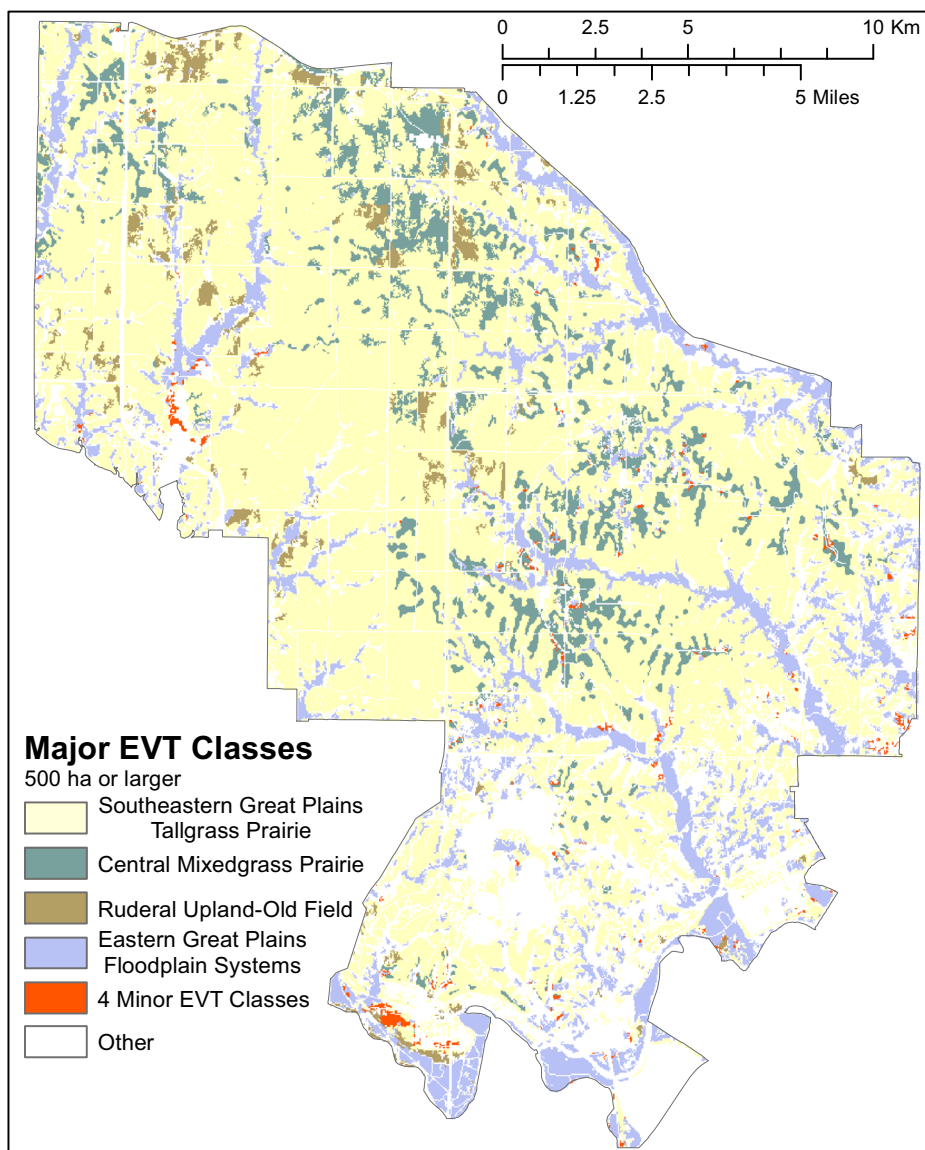 0 2.5 5 10 Km
0 1.25 2.5 5 Miles
Major EVT Classes
500 ha or larger
Southeastern Great Plains
Tallgrass Prairie
Central Mixedgrass Prairie
Ruderal Upland-Old Field
Eastern Great Plains
Floodplain Systems
4 Minor EVT Classes
Other